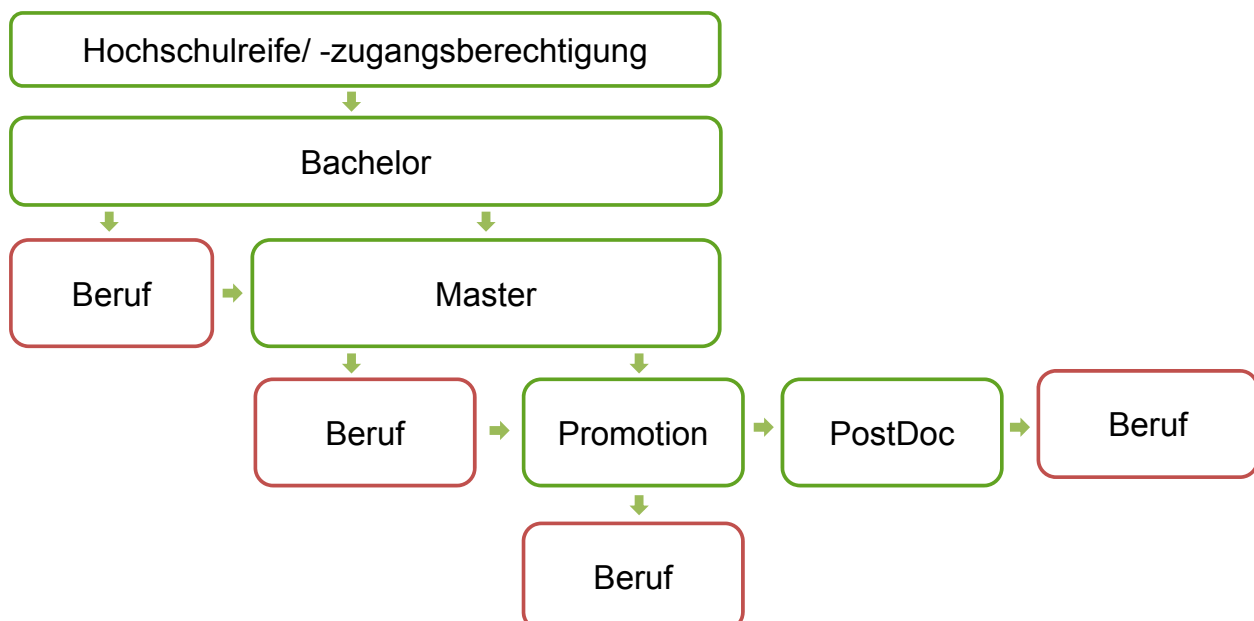 Hochschulreife/ -zugangsberechtigung
Bachelor
Beruf
Master
Beruf
Promotion
PostDoc
Beruf
Beruf